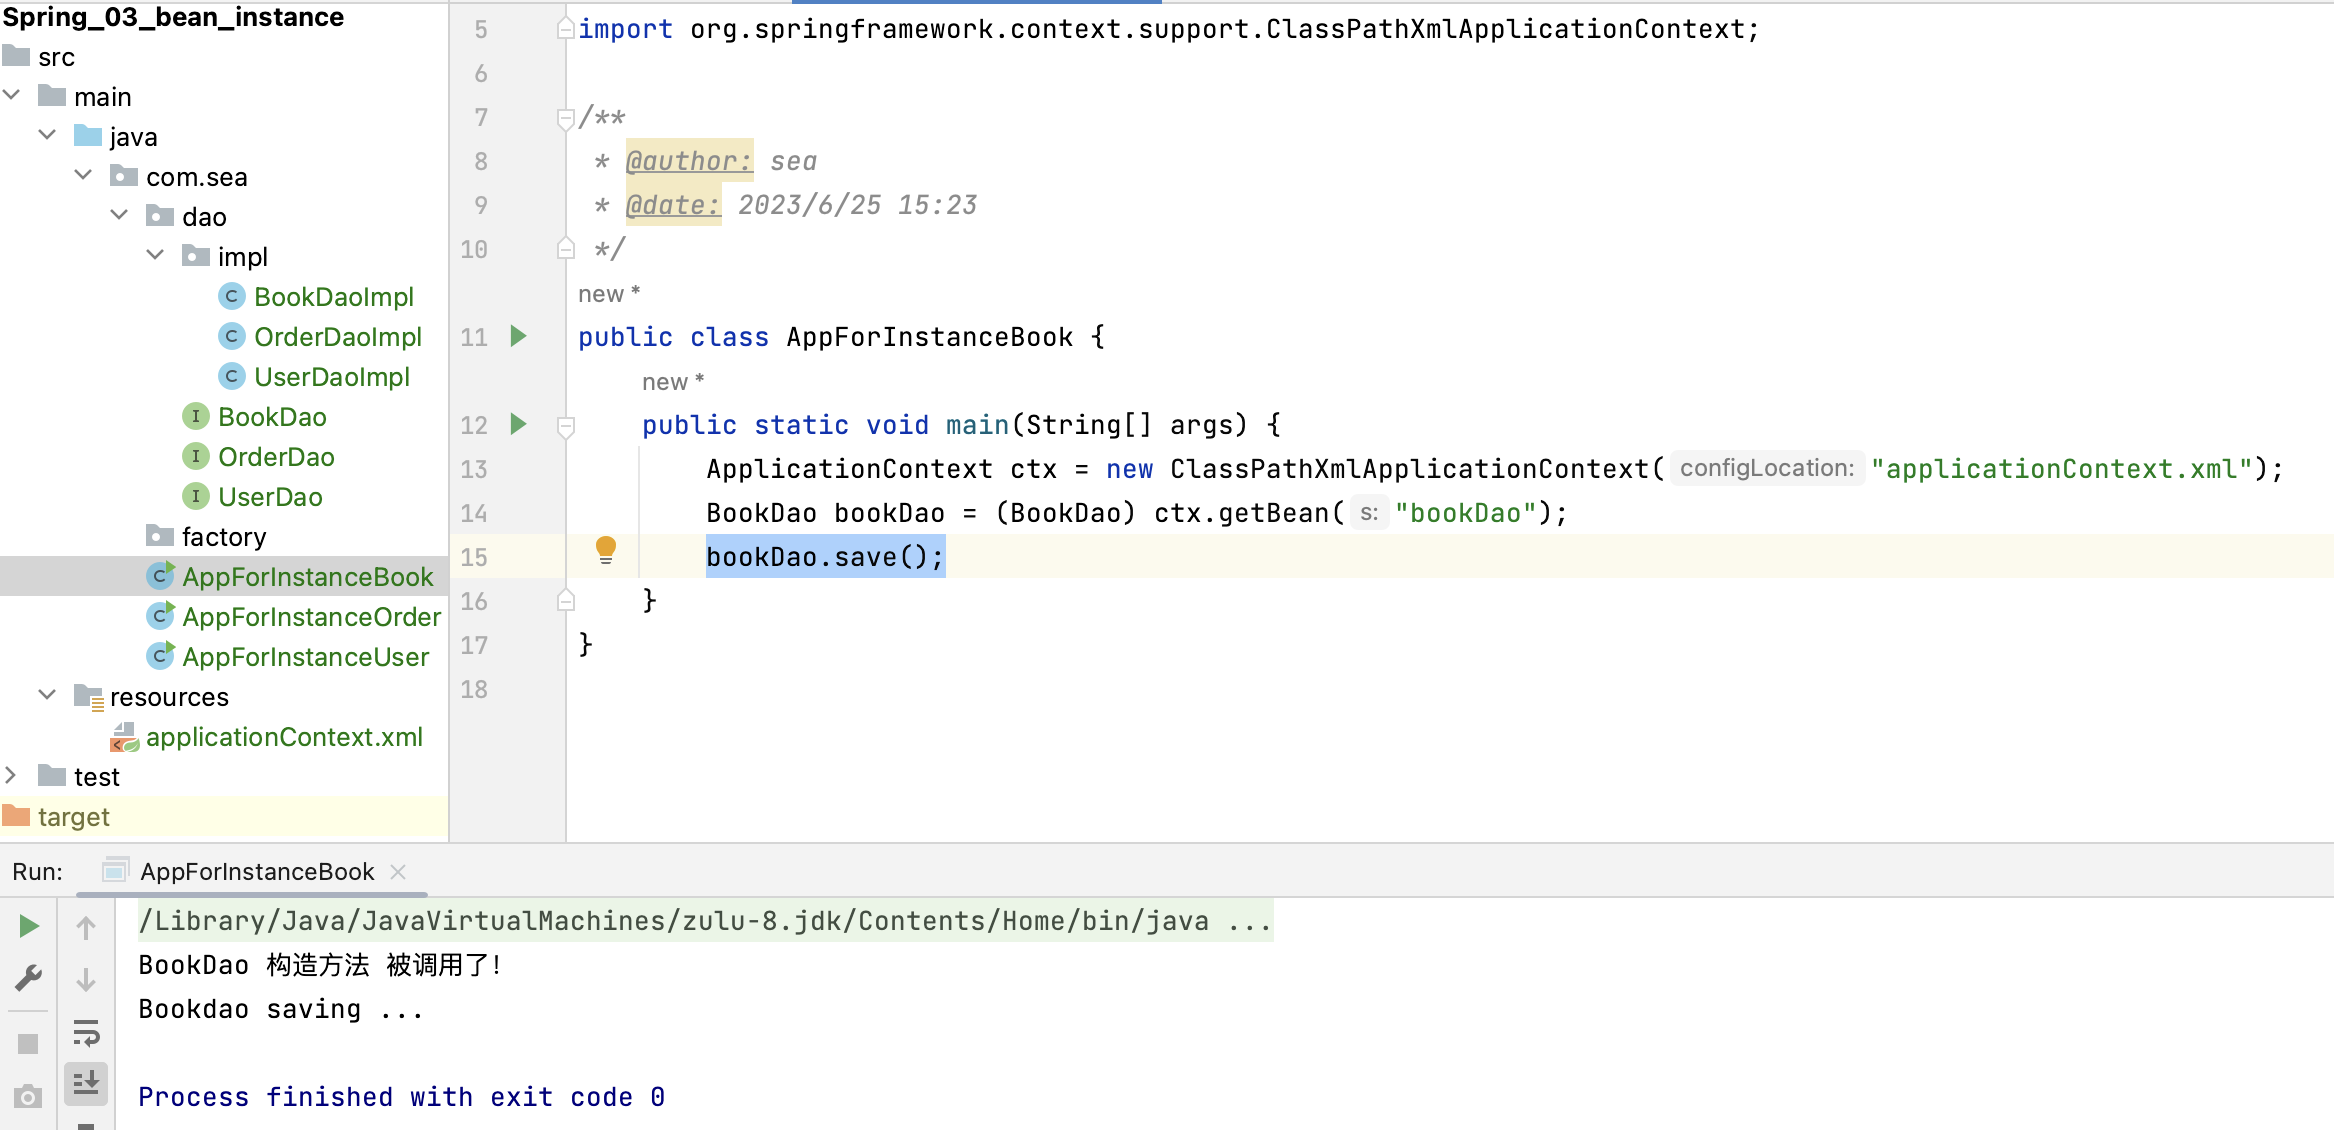 Spring_03_bean_instance
src
main
java
com.sea
dao
impl
BookDaoImpl
OrderDaoImpl
UserDaoImpl
BookDao
OrderDao
UserDao
factory
AppForInstanceBook
AppForInstanceOrder
AppForInstanceUser
resources
applicationContext.xml
test
target
5 import org.springframework.context.support.ClassPathXmlApplicationContext;
6
7 /**
8 * @author: sea
9 * @date: 2023/6/25 15:23
10 */
new *
11 public class AppForInstanceBook {
new *
12 public static void main(String[] args) {
13 ApplicationContext ctx = new ClassPathXmlApplicationContext( configLocation: "applicationContext.xml");
14 BookDao bookDao = (BookDao) ctx.getBean( s: "bookDao");
15 bookDao.save();
16 }
17 }
18
Run: AppForInstanceBook
/Library/Java/JavaVirtualMachines/zulu-8.jdk/Contents/Home/bin/java ...
BookDao 构造方法 被调用了!
Bookdao saving ...
Process finished with exit code 0